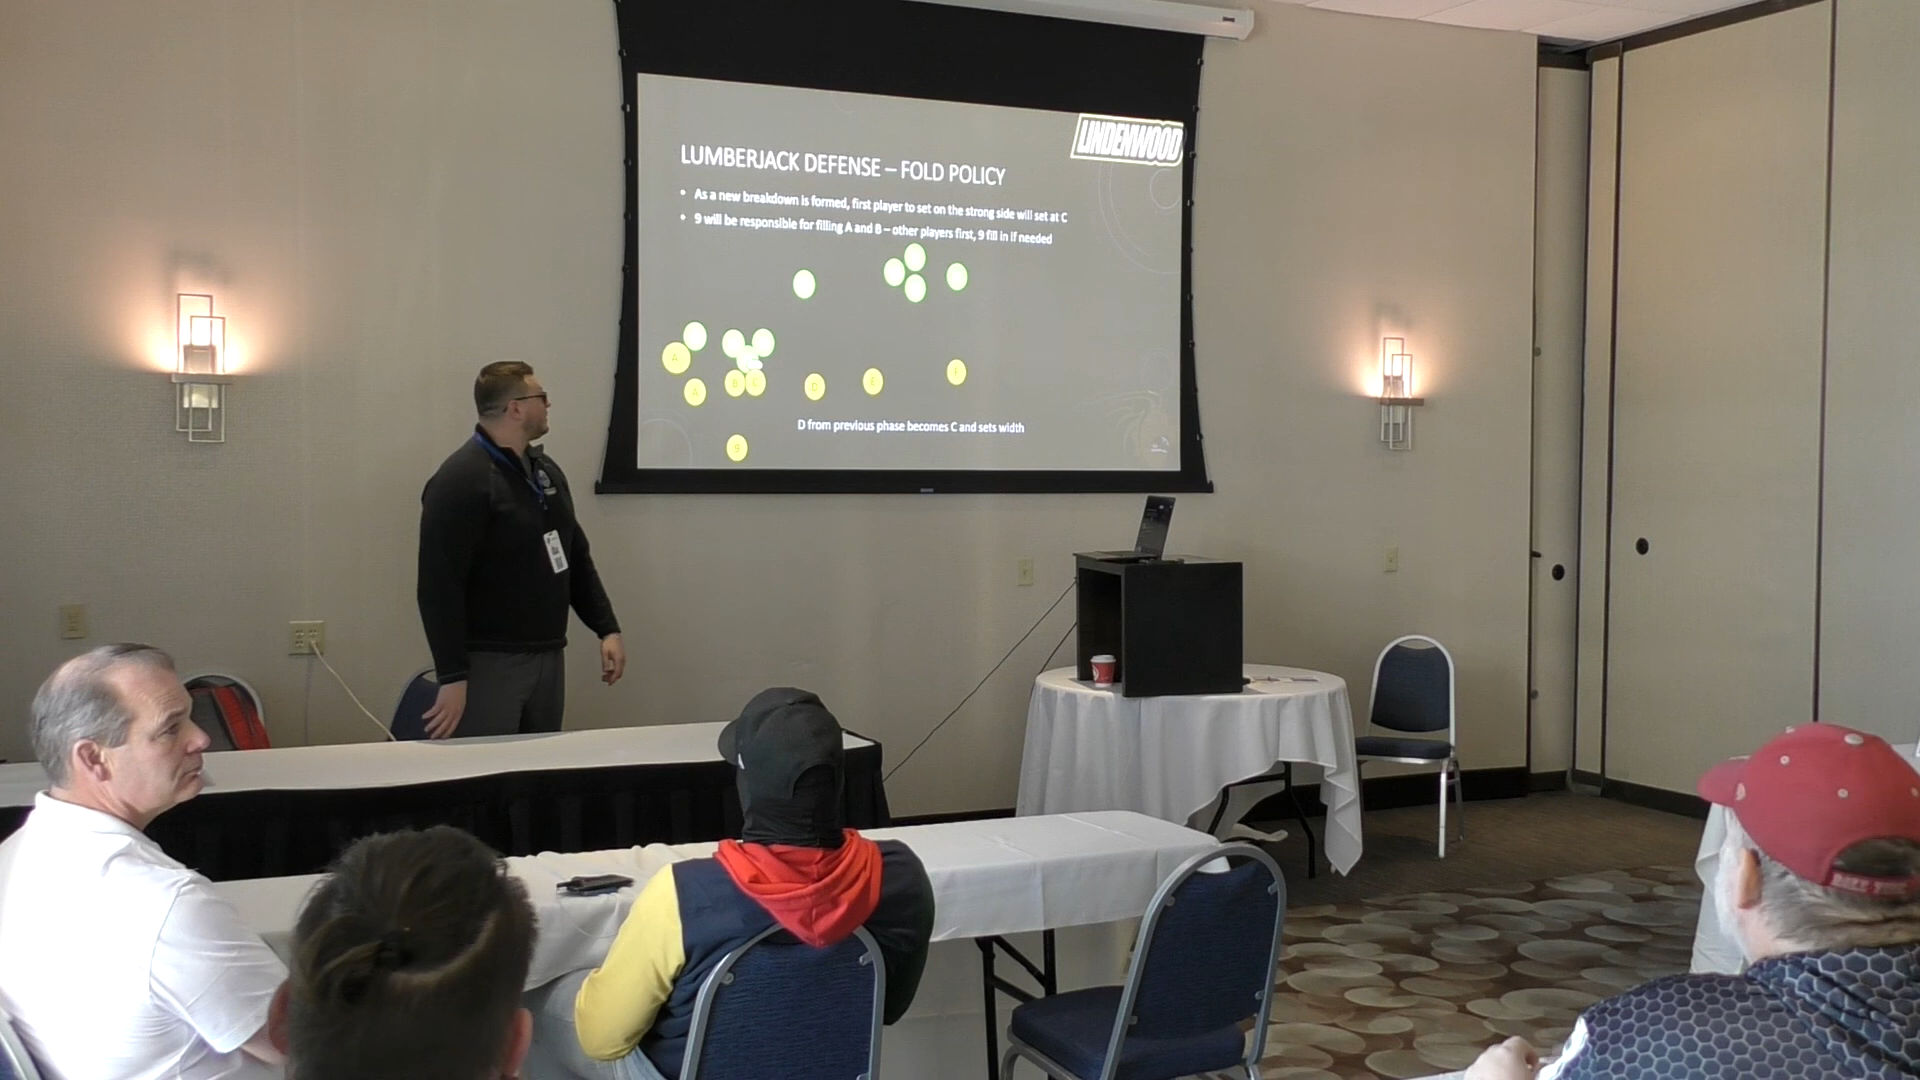 LINDENWOOD
LUMBERJACK DEFENSE – FOLD POLICY
• As a new breakdown is formed, first player to set on the strong side will set at C
• 9 will be responsible for filling A and B – other players first, 9 fill in if needed
A
A
B
C
D
E
F
D from previous phase becomes C and sets width
9